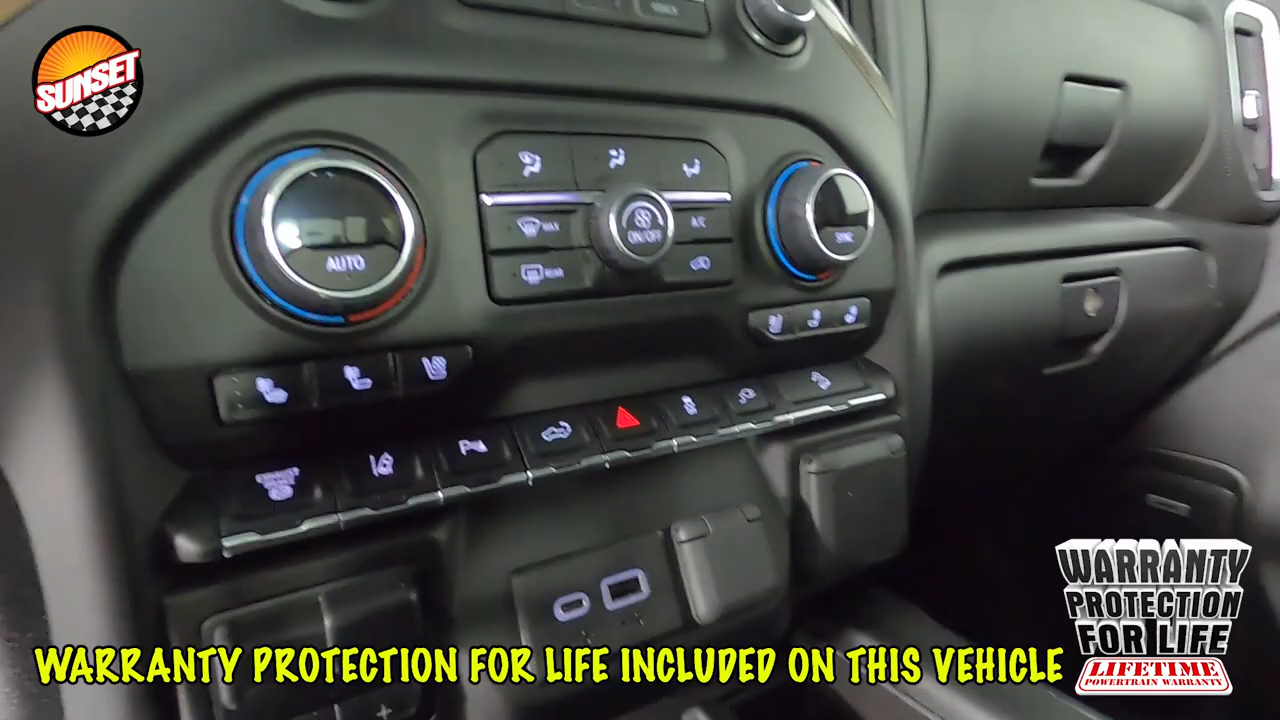 SUNSET
AUTO
MAX
REAR
ON/OFF
A/C
SYNC
WARRANTY
PROTECTION
FOR LIFE
LIFETIME
POWERTRAIN WARRANTY
WARRANTY PROTECTION FOR LIFE INCLUDED ON THIS VEHICLE